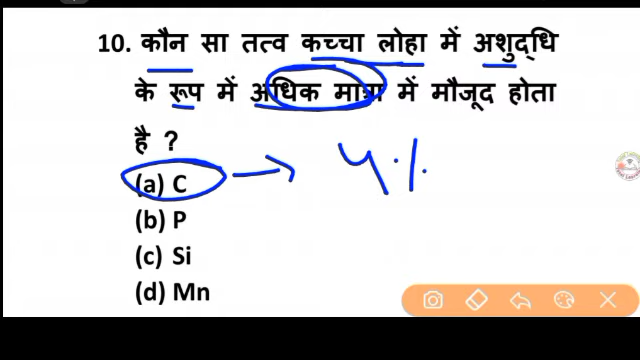 10. कौन सा तत्व कच्चा लोहा में अशुद्धि
के रूप में अधिक मात्रा में मौजूद होता
है ?
(a) C → 4%
(b) P
(c) Si
(d) Mn